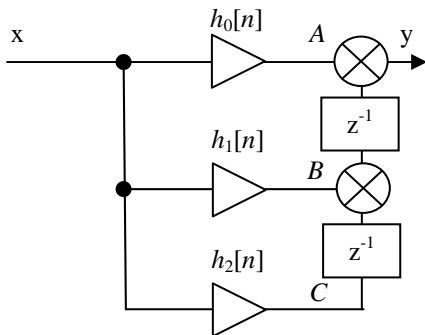 h₀[n]
x A y
z⁻¹
h₁[n]
B
z⁻¹
h₂[n]
C